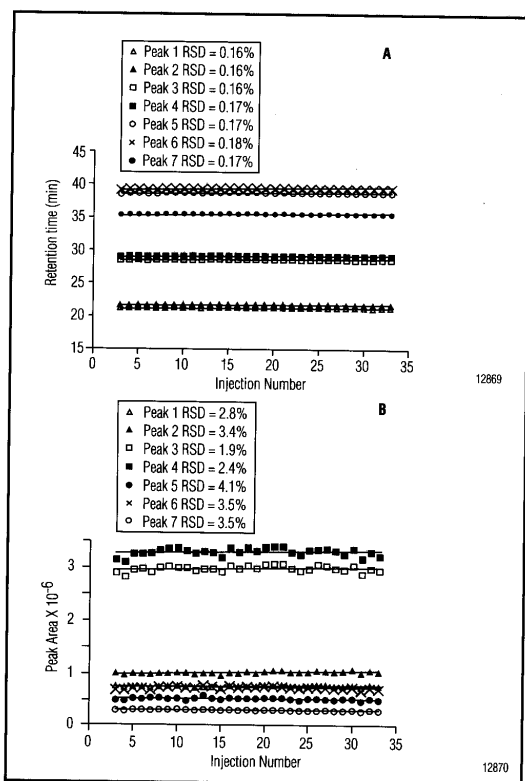 A
△ Peak 1 RSD = 0.16%
▲ Peak 2 RSD = 0.16%
□ Peak 3 RSD = 0.16%
■ Peak 4 RSD = 0.17%
○ Peak 5 RSD = 0.17%
× Peak 6 RSD = 0.18%
● Peak 7 RSD = 0.17%
Retention time (min)
45
40
35
30
25
20
15
0 5 10 15 20 25 30 35
Injection Number
12869
B
△ Peak 1 RSD = 2.8%
▲ Peak 2 RSD = 3.4%
□ Peak 3 RSD = 1.9%
■ Peak 4 RSD = 2.4%
● Peak 5 RSD = 4.1%
× Peak 6 RSD = 3.5%
○ Peak 7 RSD = 3.5%
Peak Area X 10⁻⁶
3
2
1
0
0 5 10 15 20 25 30 35
Injection Number
12870